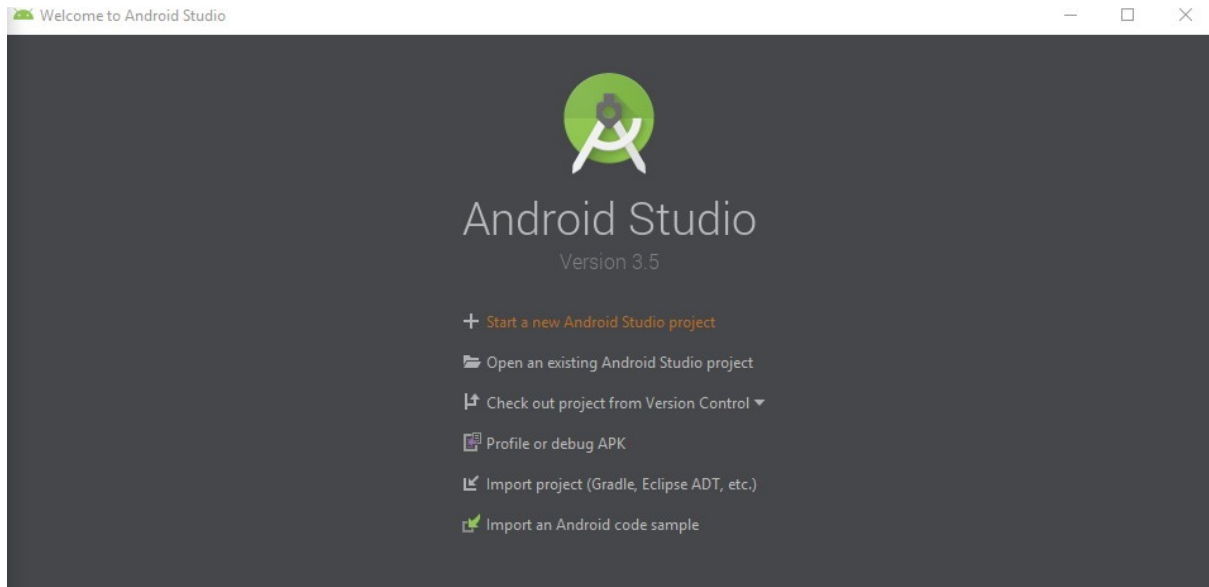 Welcome to Android Studio
Android Studio
Version 3.5
Start a new Android Studio project
Open an existing Android Studio project
Check out project from Version Control
Profile or debug APK
Import project (Gradle, Eclipse ADT, etc.)
Import an Android code sample